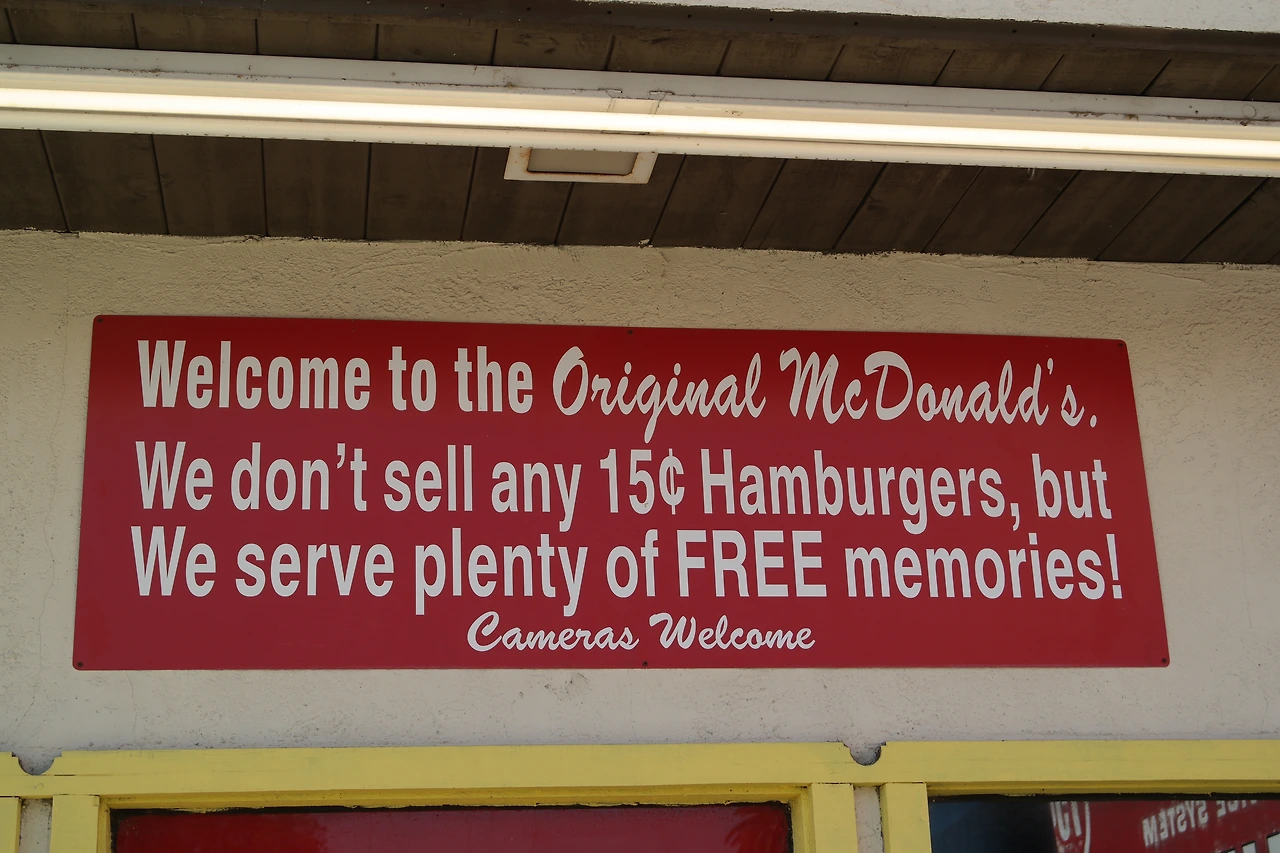 Welcome to the Original McDonald's.
We don't sell any 15¢ Hamburgers, but
We serve plenty of FREE memories!
Cameras Welcome
SYSTEM